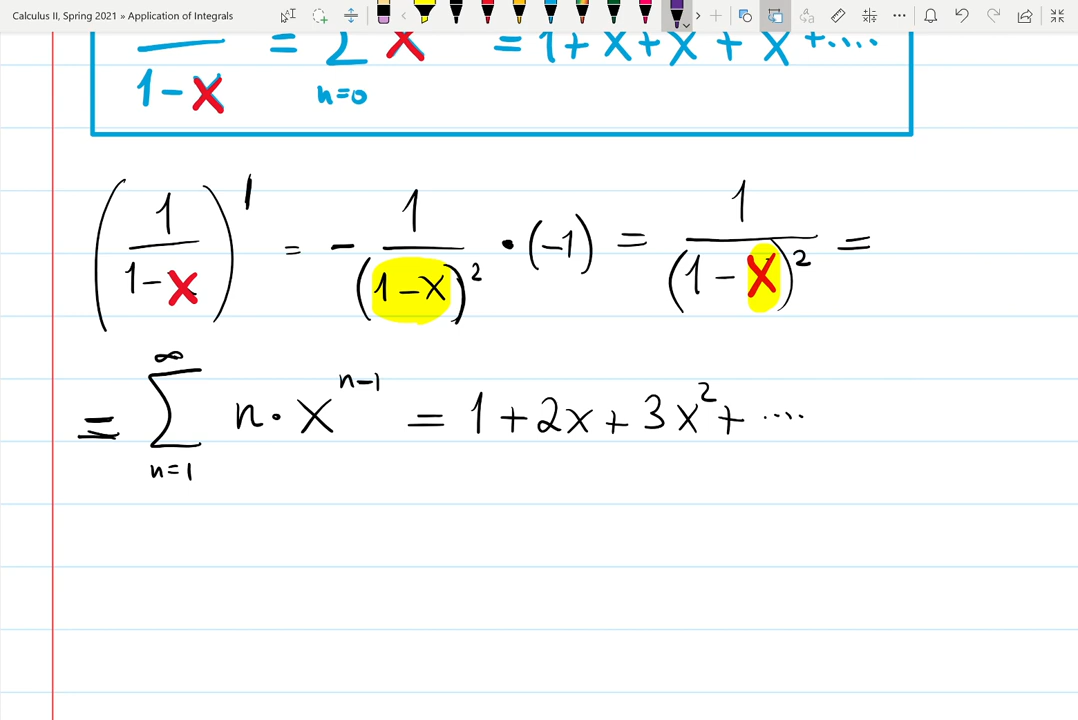 Calculus II, Spring 2021 » Application of Integrals
1-x = ∑ n=0 x = 1+x+x+x+....
(1/(1-x))' = - 1/(1-x)² • (-1) = 1/(1-x)² =
= ∑ n=1 ∞ n·x^(n-1) = 1+2x+3x²+....